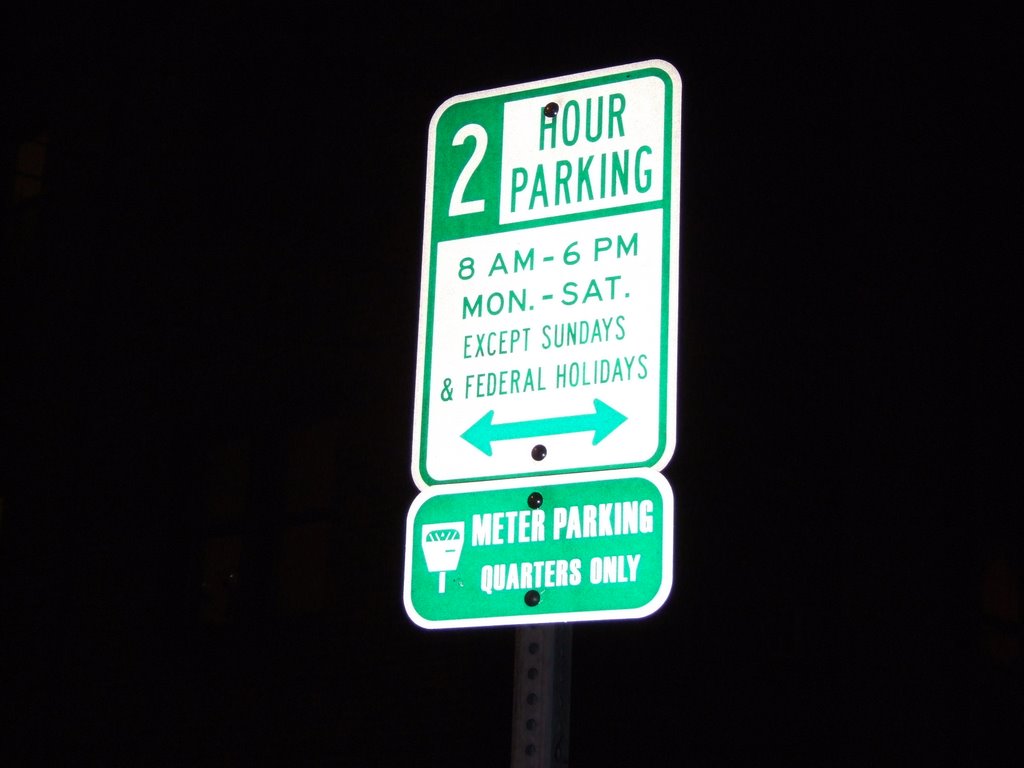 2 HOUR
PARKING
8 AM - 6 PM
MON. - SAT.
EXCEPT SUNDAYS
& FEDERAL HOLIDAYS
METER PARKING
QUARTERS ONLY